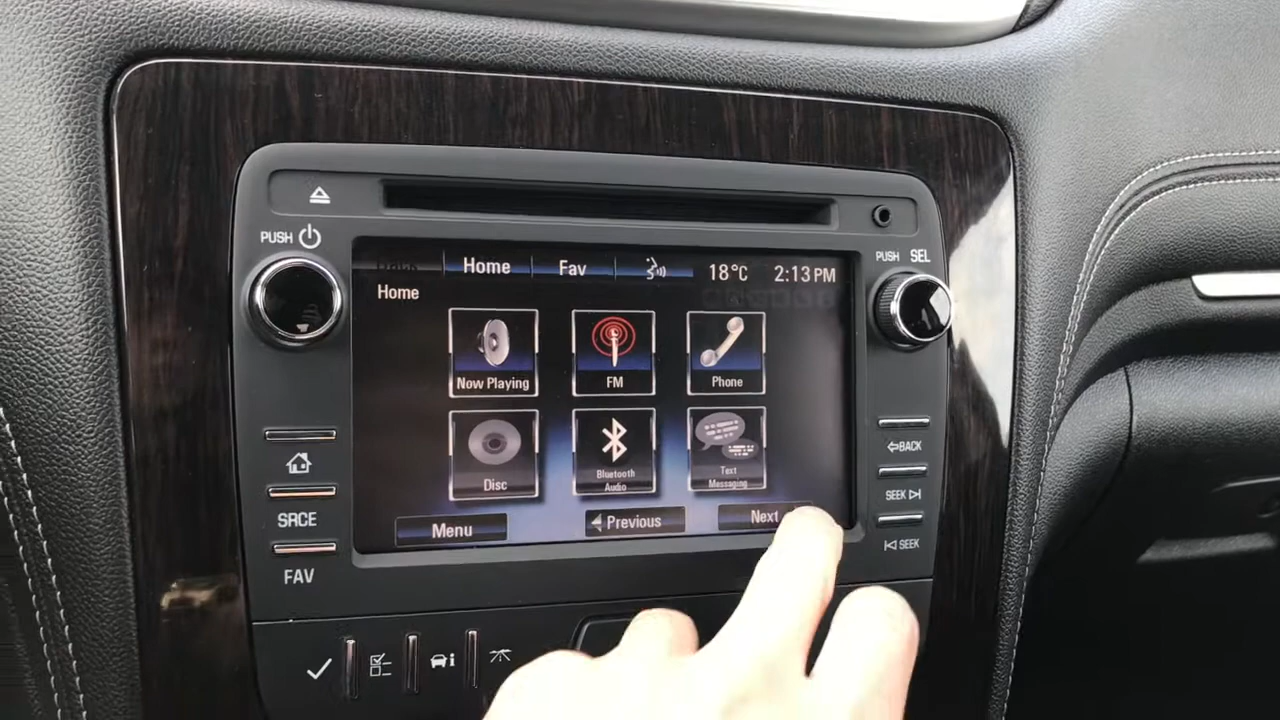 PUSH
PUSH SEL
Back Home Fav 18°C 2:13 PM
Home
Now Playing FM Phone
Disc Bluetooth Audio Text Messaging
Menu Previous Next
BACK
SEEK
SEEK
SRCE
FAV
i